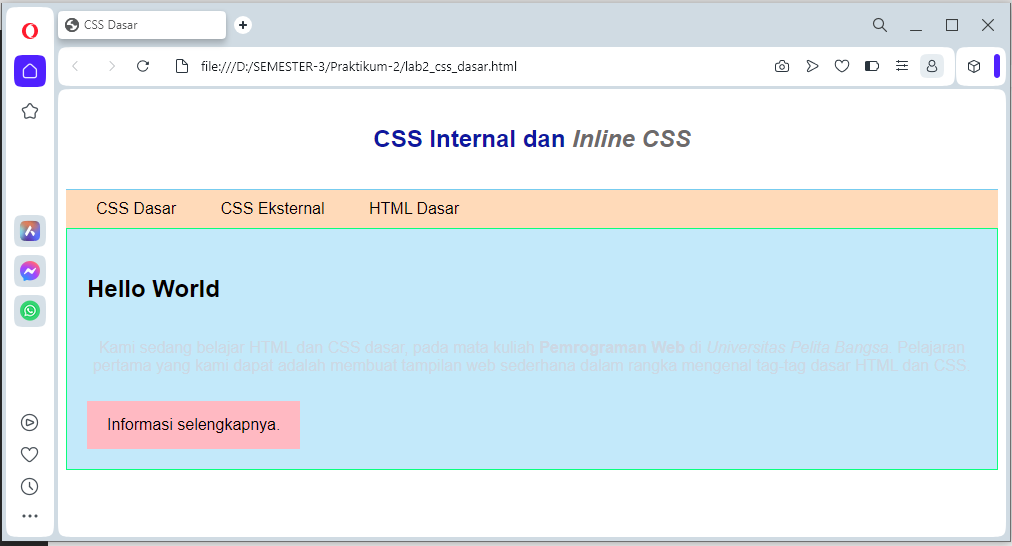 CSS Dasar
file:///D:/SEMESTER-3/Praktikum-2/lab2_css_dasar.html
CSS Internal dan Inline CSS
CSS Dasar CSS Eksternal HTML Dasar
Hello World
Kami sedang belajar HTML dan CSS dasar, pada mata kuliah Pemrograman Web di Universitas Pelita Bangsa. Pelajaran
pertama yang kami dapat adalah membuat tampilan web sederhana dalam rangka mengenal tag-tag dasar HTML dan CSS
Informasi selengkapnya.